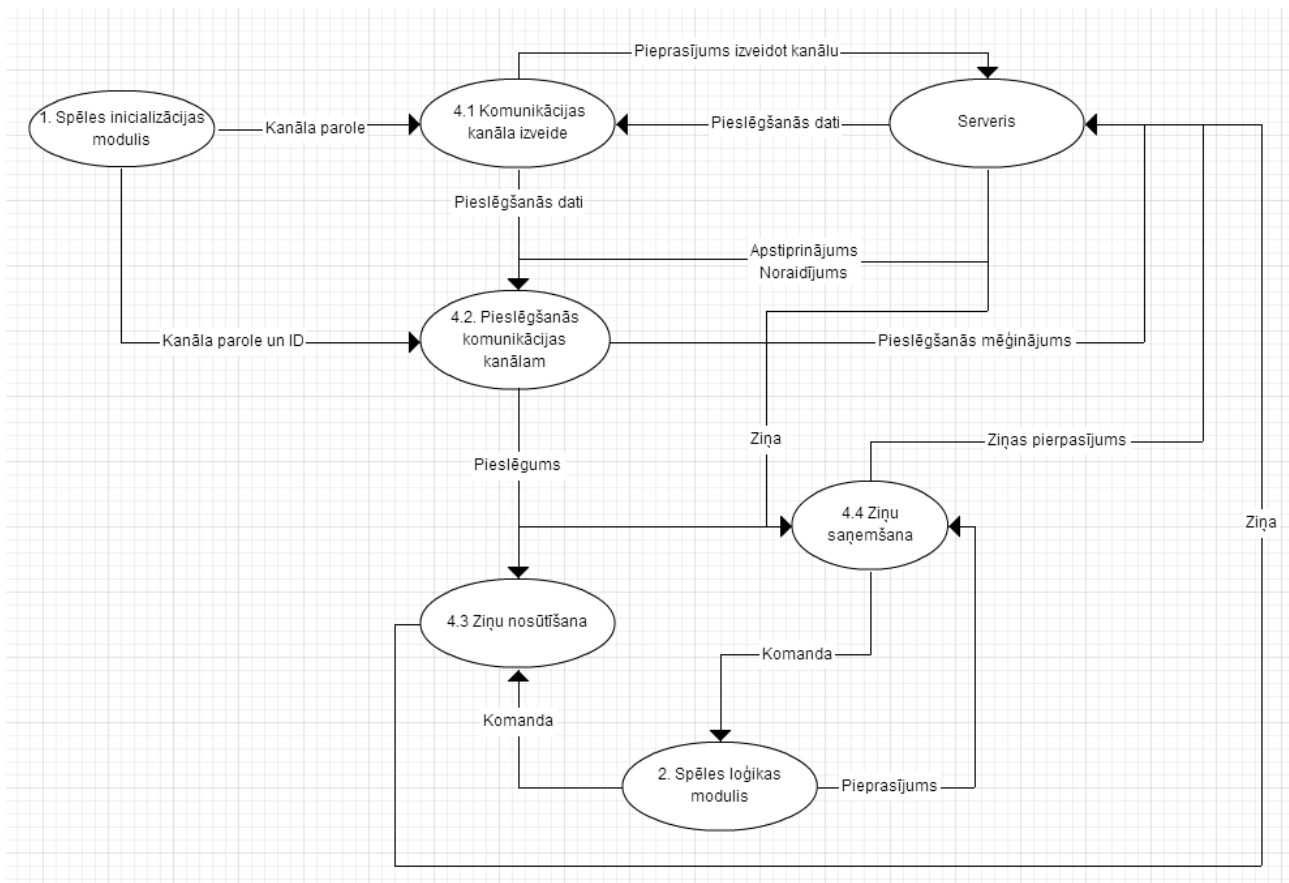 Pieprasījums izveidot kanālu
1. Spēles inicializācijas
modulis
Kanāla parole
4.1 Komunikācijas
kanāla izveide
Pieslēgšanās dati
Serveris
Pieslēgšanās dati
Apstiprinājums
Noraidījums
4.2. Pieslēgšanās
komunikācijas
kanālam
Kanāla parole un ID
Pieslēgšanās mēģinājums
Ziņa
Ziņas pierpasījums
Pieslēgums
4.4 Ziņu
saņemšana
Ziņa
4.3 Ziņu nosūtīšana
Komanda
Komanda
2. Spēles loģikas
modulis
Pieprasījums